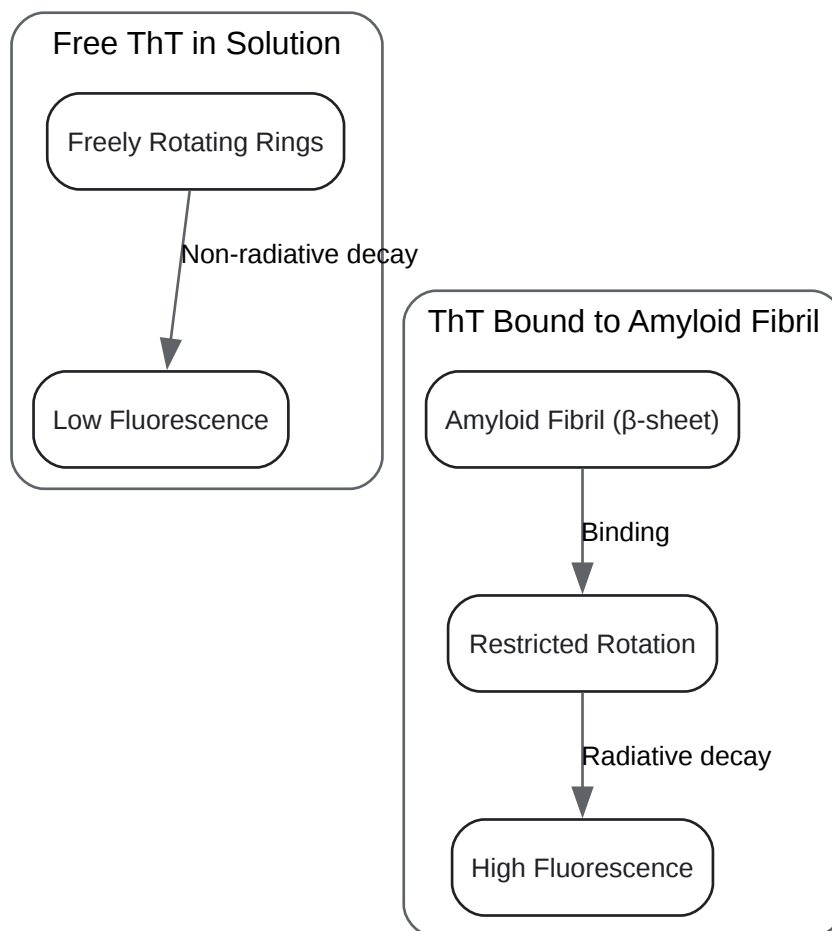 Free ThT in Solution
Freely Rotating Rings
Non-radiative decay
Low Fluorescence
ThT Bound to Amyloid Fibril
Amyloid Fibril (β-sheet)
Binding
Restricted Rotation
Radiative decay
High Fluorescence